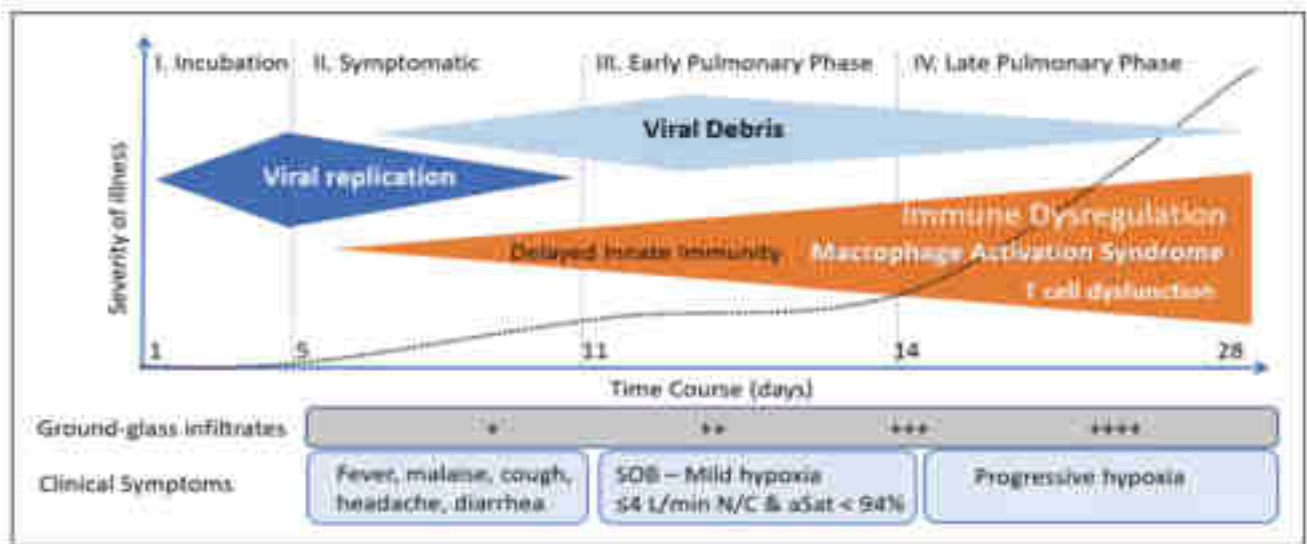 I. Incubation
II. Symptomatic
III. Early Pulmonary Phase
IV. Late Pulmonary Phase
Viral Debris
Viral replication
Severity of illness
Immune Dysregulation
Delayed Innate Immunity
Macrophage Activation Syndrome
T cell dysfunction
1
5
11
14
28
Time Course (days)
Ground-glass infiltrates
+
++
+++
++++
Clinical Symptoms
Fever, malaise, cough,
headache, diarrhea
SOB – Mild hypoxia
≤4 L/min N/C & aSat < 94%
Progressive hypoxia